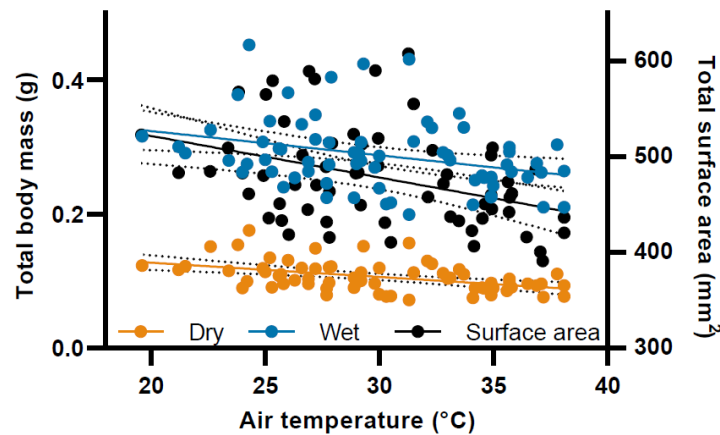 Total body mass (g)
0.4
0.2
0.0
Total surface area (mm2)
600
500
400
300
Dry Wet Surface area
20 25 30 35 40
Air temperature (°C)